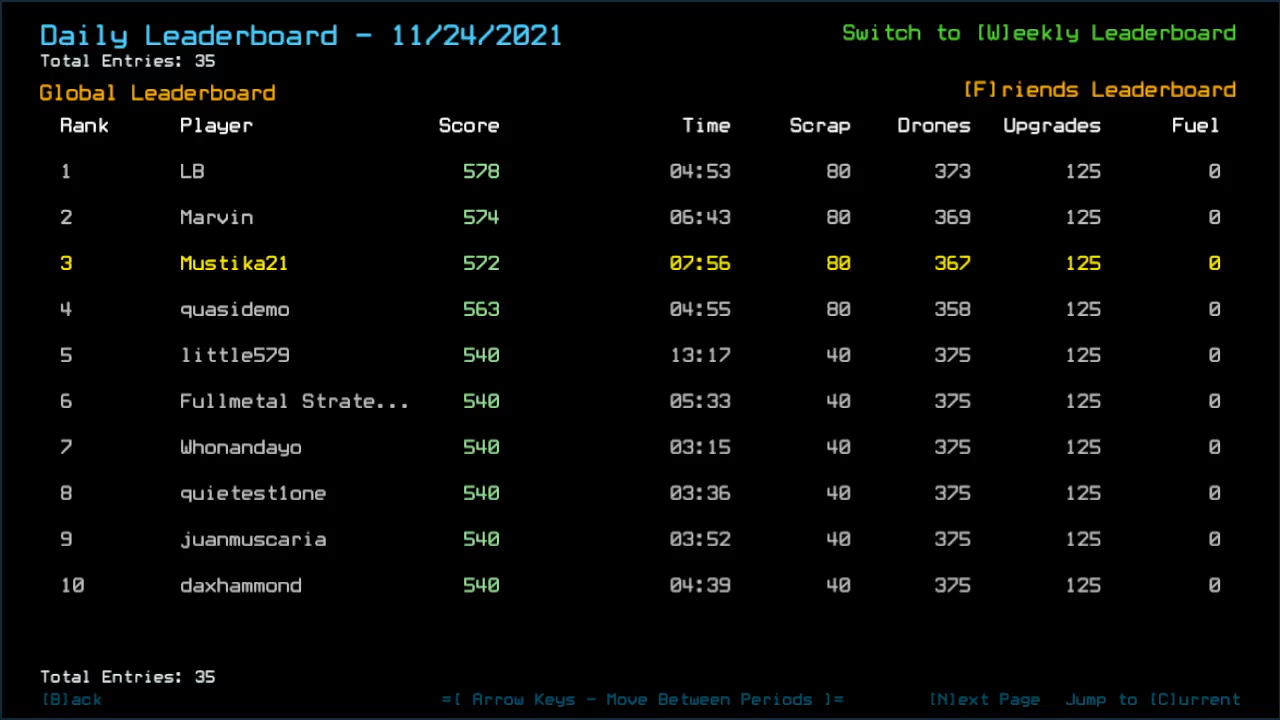 Daily Leaderboard - 11/24/2021 Switch to [W]eekly Leaderboard
Total Entries: 35
Global Leaderboard [F]riends Leaderboard
Rank Player Score Time Scrap Drones Upgrades Fuel
1 LB 578 04:53 80 373 125 0
2 Marvin 574 06:43 80 369 125 0
3 Mustika21 572 07:56 80 367 125 0
4 quasidemo 563 04:55 80 358 125 0
5 little579 540 13:17 40 375 125 0
6 Fullmetal Strate... 540 05:33 40 375 125 0
7 Whonandayo 540 03:15 40 375 125 0
8 quietest1one 540 03:36 40 375 125 0
9 juanmuscaria 540 03:52 40 375 125 0
10 daxhammond 540 04:39 40 375 125 0
Total Entries: 35
[B]ack =[ Arrow Keys - Move Between Periods ]= [N]ext Page Jump to [C]urrent